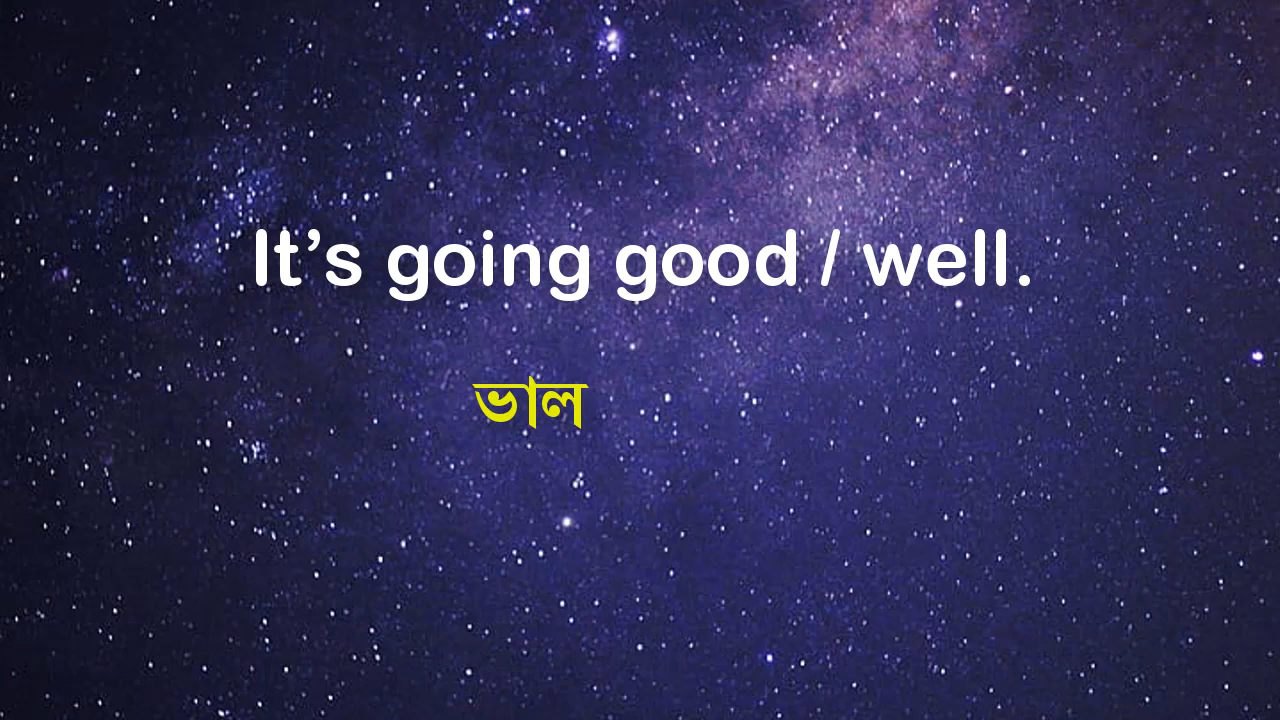 It’s going good / well.
ভাল